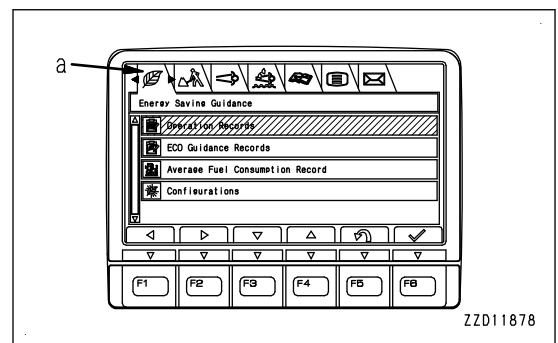 a
Energy Saving Guidance
Operation Records
ECO Guidance Records
Average Fuel Consumption Record
Configurations
F1 F2 F3 F4 F5 F6
ZZD11878